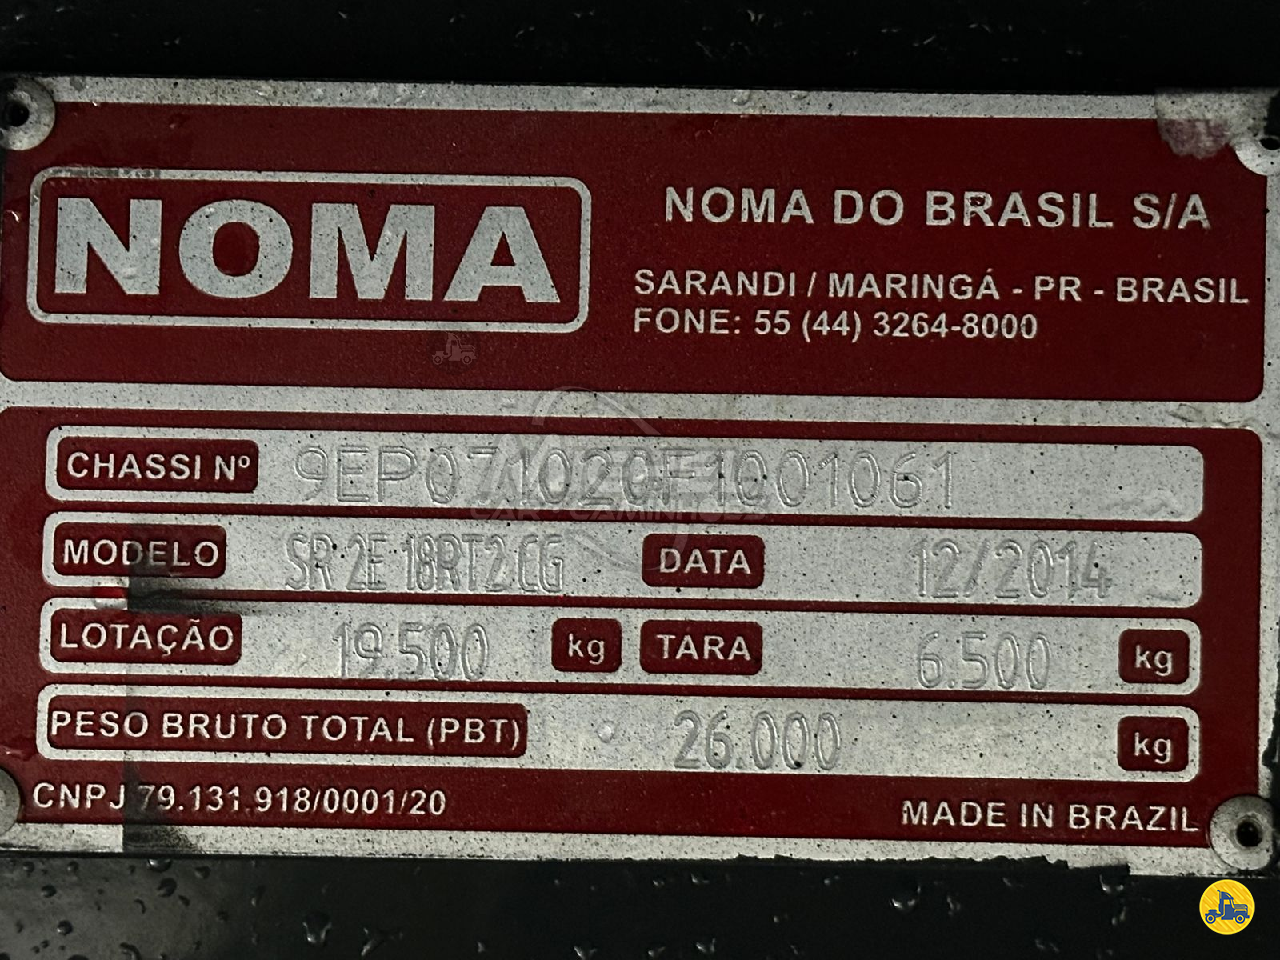 NOMA
NOMA DO BRASIL S/A
SARANDI / MARINGÁ - PR - BRASIL
FONE: 55 (44) 3264-8000
CHASSI Nº 9EP071020F1001061
MODELO SR 2E 18RT2 CG DATA 12/2014
LOTAÇÃO 19.500 kg TARA 6.500 kg
PESO BRUTO TOTAL (PBT) 26.000 kg
CNPJ 79.131.918/0001/20
MADE IN BRAZIL